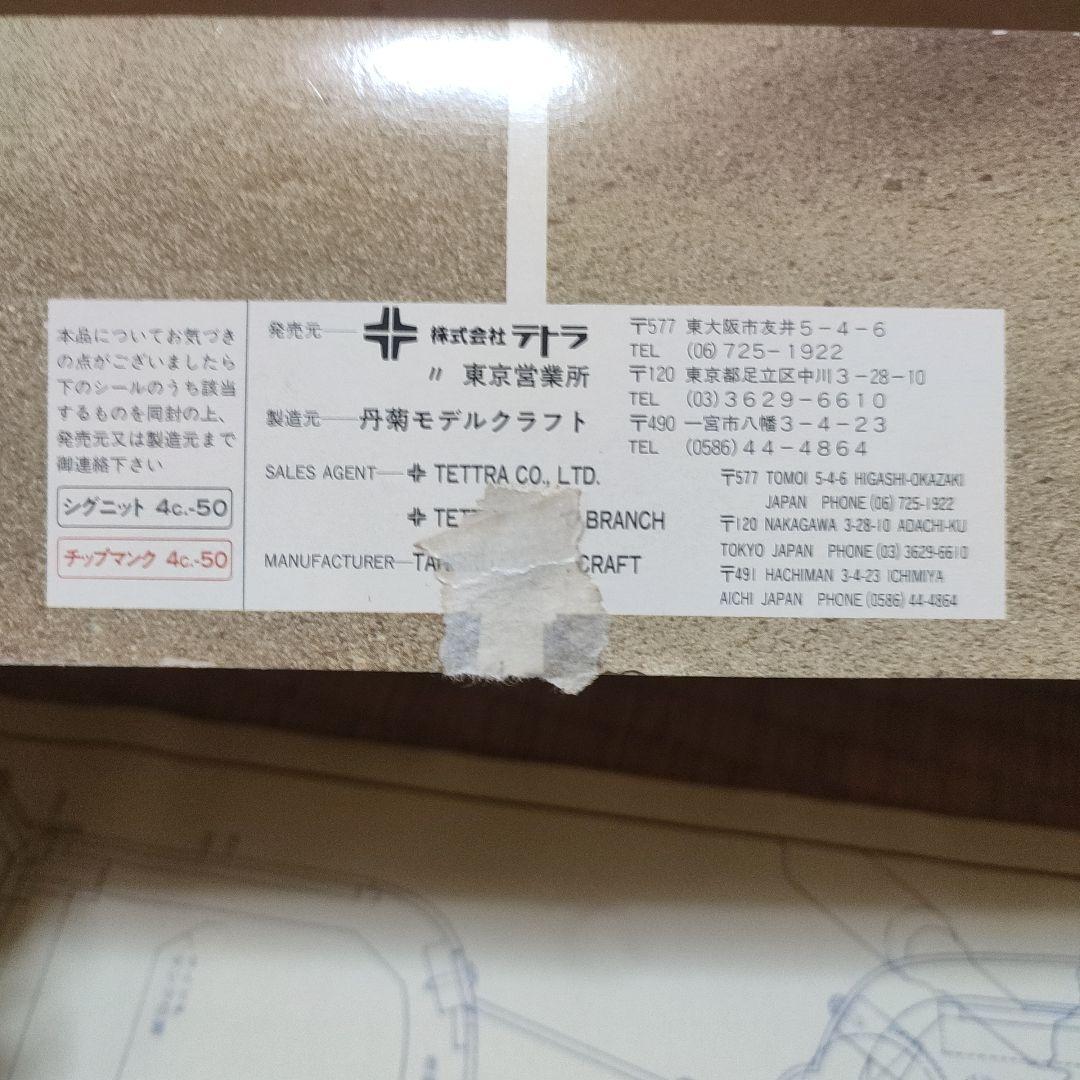 本品についてお気づき
の点がございましたら
下のシールのうち該当
するものを同封の上、
発売元又は製造元まで
御連絡下さい
シグニット 4c.-50
チップマンク 4c.-50
発売元 株式会社 テトラ
〃 東京営業所
製造元 丹菊モデルクラフト
SALES AGENT TETTRA CO., LTD.
BRANCH
MANUFACTURER CRAFT
〒577 東大阪市友井5-4-6
TEL (06)725-1922
〒120 東京都足立区中川3-28-10
TEL (03)3629-6610
〒490 一宮市八幡3-4-23
TEL (0586)44-4864
〒577 TOMOI 5-4-6 HIGASHI-OKAZAKI
JAPAN PHONE (06) 725-1922
〒120 NAKAGAWA 3-28-10 ADACHI-KU
TOKYO JAPAN PHONE (03) 3629-6610
〒491 HACHIMAN 3-4-23 ICHIMIYA
AICHI JAPAN PHONE (0586) 44-4864